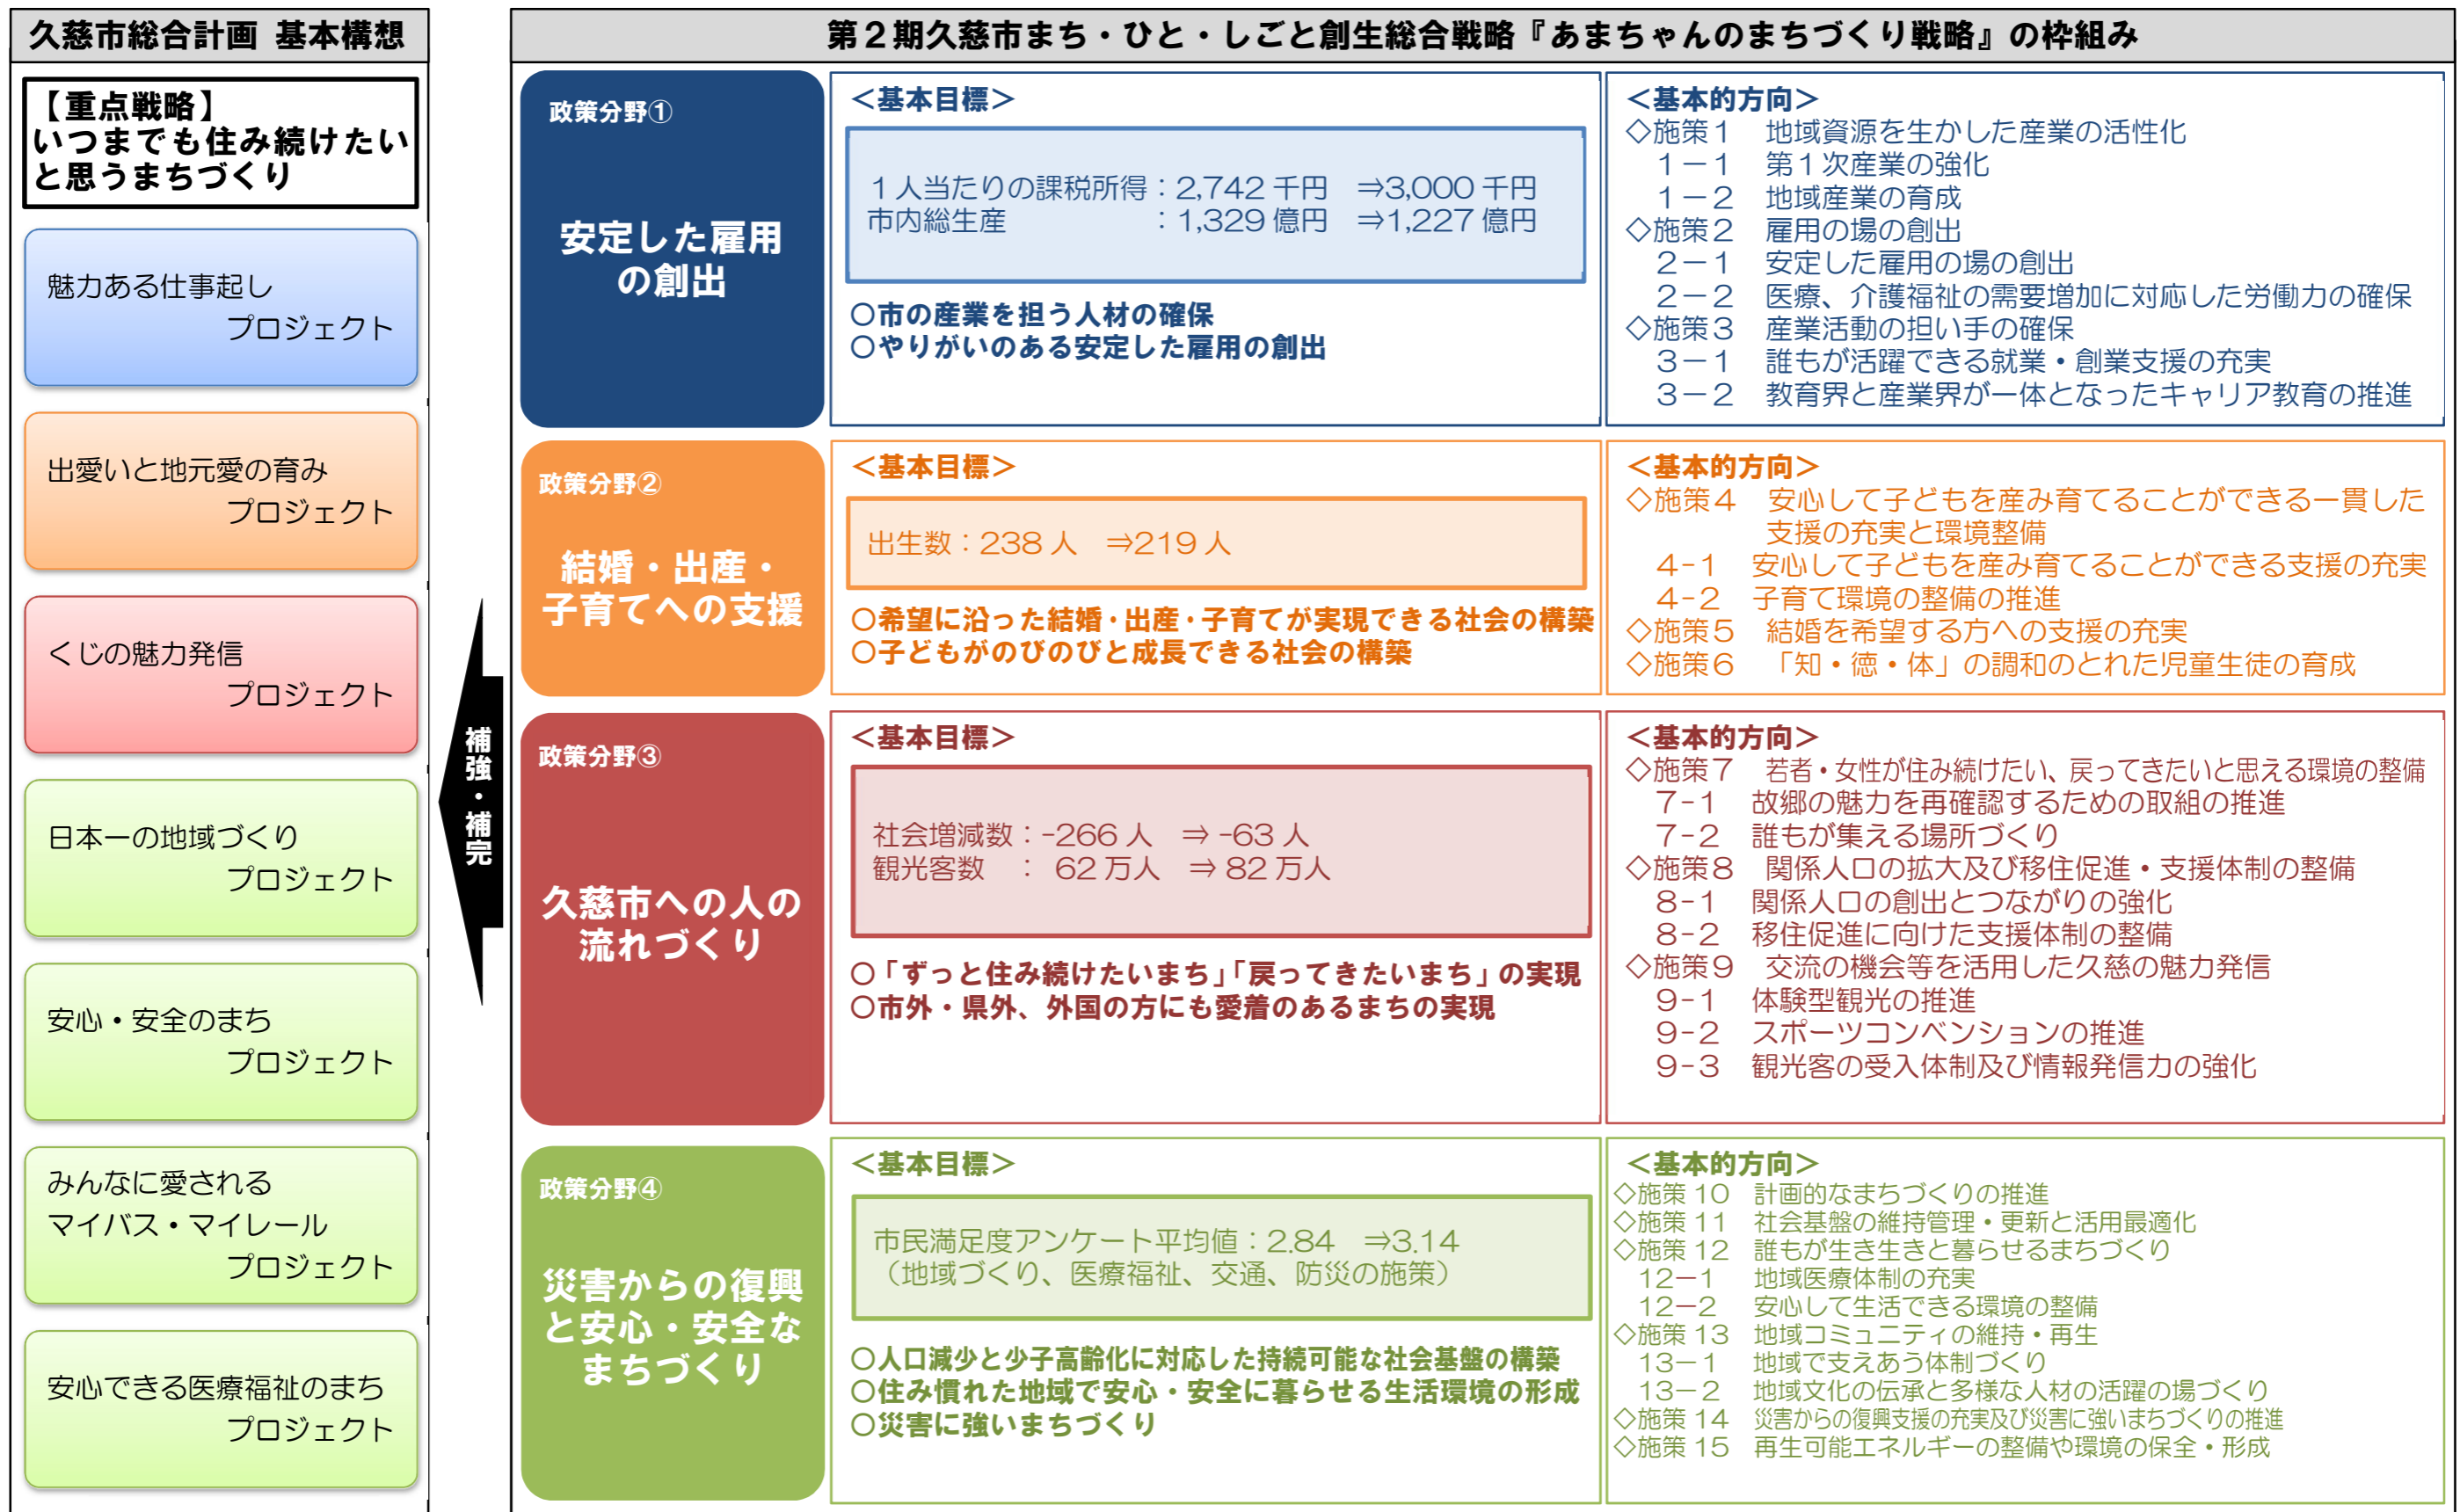 久慈市総合計画 基本構想
【重点戦略】
いつまでも住み続けたい
と思うまちづくり
魅力ある仕事起し
プロジェクト
出愛いと地元愛の育み
プロジェクト
くじの魅力発信
プロジェクト
日本一の地域づくり
プロジェクト
安心・安全のまち
プロジェクト
みんなに愛される
マイバス・マイレール
プロジェクト
安心できる医療福祉のまち
プロジェクト
補強・補完
第2期久慈市まち・ひと・しごと創生総合戦略『あまちゃんのまちづくり戦略』の枠組み
政策分野①
安定した雇用
の創出
＜基本目標＞
1人当たりの課税所得：2,742千円　⇒3,000千円
市内総生産　　　　　：1,329億円　⇒1,227億円
○市の産業を担う人材の確保
○やりがいのある安定した雇用の創出
＜基本的方向＞
◇施策1　地域資源を生かした産業の活性化
1－1　第1次産業の強化
1－2　地域産業の育成
◇施策2　雇用の場の創出
2－1　安定した雇用の場の創出
2－2　医療、介護福祉の需要増加に対応した労働力の確保
◇施策3　産業活動の担い手の確保
3－1　誰もが活躍できる就業・創業支援の充実
3－2　教育界と産業界が一体となったキャリア教育の推進
政策分野②
結婚・出産・
子育てへの支援
＜基本目標＞
出生数：238人　⇒219人
○希望に沿った結婚・出産・子育てが実現できる社会の構築
○子どもがのびのびと成長できる社会の構築
＜基本的方向＞
◇施策4　安心して子どもを産み育てることができる一貫した
支援の充実と環境整備
4-1　安心して子どもを産み育てることができる支援の充実
4-2　子育て環境の整備の推進
◇施策5　結婚を希望する方への支援の充実
◇施策6　「知・徳・体」の調和のとれた児童生徒の育成
政策分野③
久慈市への人の
流れづくり
＜基本目標＞
社会増減数：-266人　⇒ -63人
観光客数　： 62万人　⇒ 82万人
○「ずっと住み続けたいまち」「戻ってきたいまち」の実現
○市外・県外、外国の方にも愛着のあるまちの実現
＜基本的方向＞
◇施策7　若者・女性が住み続けたい、戻ってきたいと思える環境の整備
7-1　故郷の魅力を再確認するための取組の推進
7-2　誰もが集える場所づくり
◇施策8　関係人口の拡大及び移住促進・支援体制の整備
8-1　関係人口の創出とつながりの強化
8-2　移住促進に向けた支援体制の整備
◇施策9　交流の機会等を活用した久慈の魅力発信
9-1　体験型観光の推進
9-2　スポーツコンベンションの推進
9-3　観光客の受入体制及び情報発信力の強化
政策分野④
災害からの復興
と安心・安全な
まちづくり
＜基本目標＞
市民満足度アンケート平均値：2.84　⇒3.14
（地域づくり、医療福祉、交通、防災の施策）
○人口減少と少子高齢化に対応した持続可能な社会基盤の構築
○住み慣れた地域で安心・安全に暮らせる生活環境の形成
○災害に強いまちづくり
＜基本的方向＞
◇施策10　計画的なまちづくりの推進
◇施策11　社会基盤の維持管理・更新と活用最適化
◇施策12　誰もが生き生きと暮らせるまちづくり
12－1　地域医療体制の充実
12－2　安心して生活できる環境の整備
◇施策13　地域コミュニティの維持・再生
13－1　地域で支えあう体制づくり
13－2　地域文化の伝承と多様な人材の活躍の場づくり
◇施策14　災害からの復興支援の充実及び災害に強いまちづくりの推進
◇施策15　再生可能エネルギーの整備や環境の保全・形成